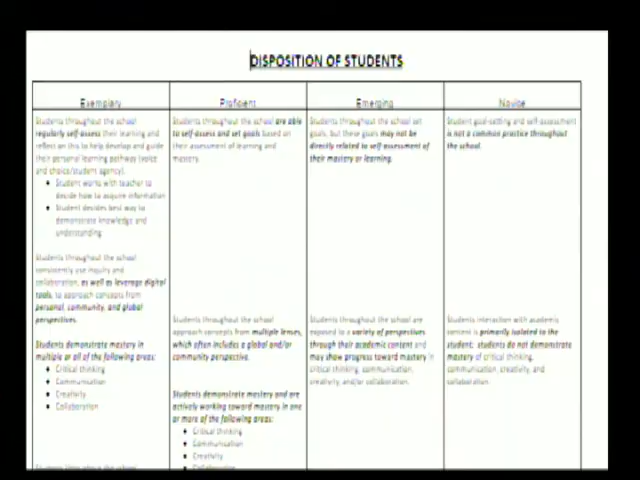 DISPOSITION OF STUDENTS
Exemplary
Students throughout the school
regularly self-assess their learning and
reflect on this to help develop and guide
their personal learning pathway (voice
and choice/student agency).
Student works with teacher to
decide how to acquire information
Student decides best way to
demonstrate knowledge and
understanding
Students throughout the school
consistently use inquiry and
collaboration, as well as leverage digital
tools, to approach concepts from
personal, community, and global
perspectives.
Students demonstrate mastery in
multiple or all of the following areas:
Critical thinking
Communication
Creativity
Collaboration
Students throughout the school
Proficient
Students throughout the school are able
to self-assess and set goals based on
their assessment of learning and
mastery.
Students throughout the school
approach concepts from multiple lenses,
which often includes a global and/or
community perspective.
Students demonstrate mastery and are
actively working toward mastery in one
or more of the following areas:
Critical thinking
Communication
Creativity
Collaboration
Emerging
Students throughout the school set
goals, but these goals may not be
directly related to self-assessment of
their mastery or learning.
Students throughout the school are
exposed to a variety of perspectives
through their academic content and
may show progress toward mastery in
critical thinking, communication,
creativity, and/or collaboration.
Novice
Student goal-setting and self-assessment
is not a common practice throughout
the school.
Students interaction with academic
content is primarily isolated to the
student; students do not demonstrate
mastery of critical thinking,
communication, creativity, and
collaboration.